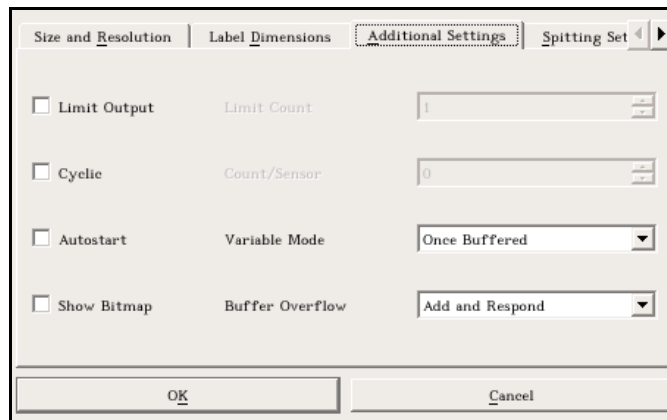 Size and Resolution Label Dimensions Additional Settings Spitting Set
Limit Output Limit Count 1
Cyclic Count/Sensor 0
Autostart Variable Mode Once Buffered
Show Bitmap Buffer Overflow Add and Respond
OK Cancel